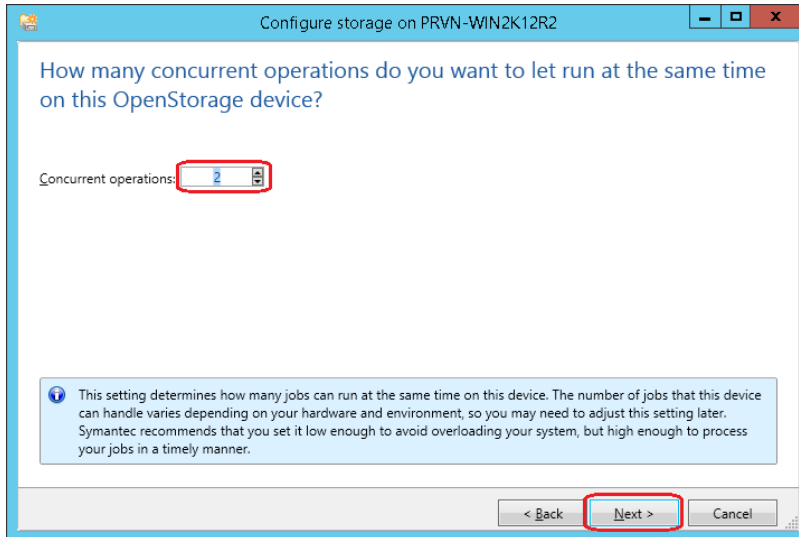 Configure storage on PRVN-WIN2K12R2
How many concurrent operations do you want to let run at the same time
on this OpenStorage device?
Concurrent operations: 2
This setting determines how many jobs can run at the same time on this device. The number of jobs that this device
can handle varies depending on your hardware and environment, so you may need to adjust this setting later.
Symantec recommends that you set it low enough to avoid overloading your system, but high enough to process
your jobs in a timely manner.
< Back Next > Cancel